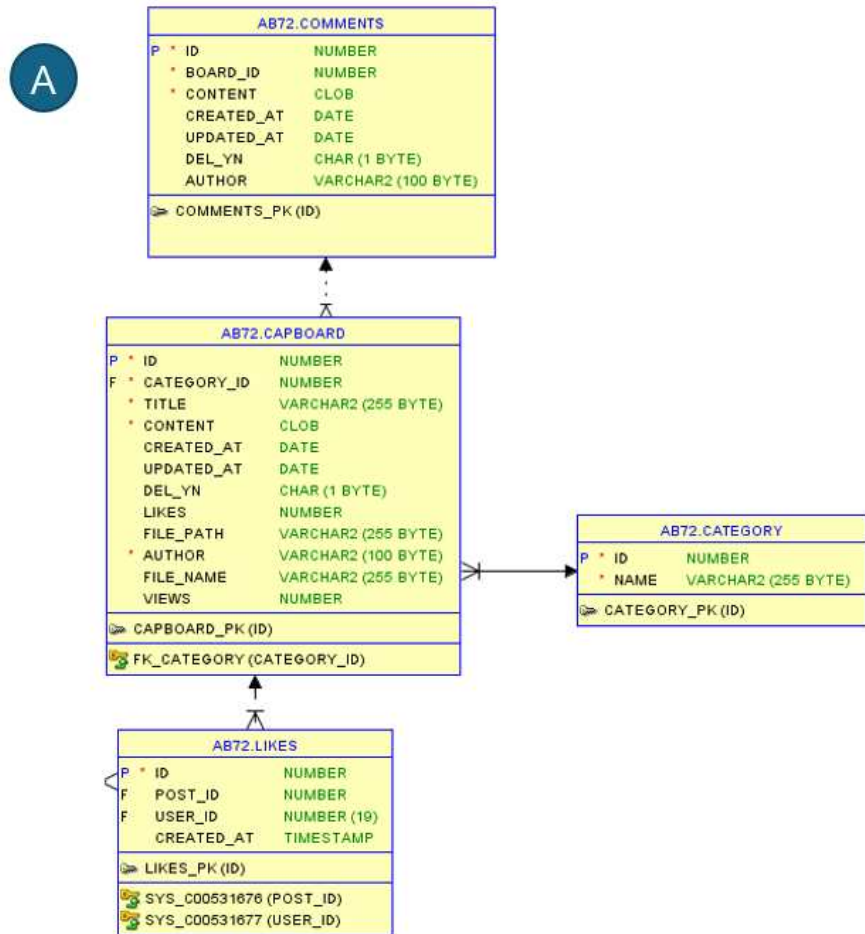 A
AB72.COMMENTS
P * ID NUMBER
* BOARD_ID NUMBER
* CONTENT CLOB
CREATED_AT DATE
UPDATED_AT DATE
DEL_YN CHAR (1 BYTE)
AUTHOR VARCHAR2 (100 BYTE)
COMMENTS_PK (ID)
AB72.CAPBOARD
P * ID NUMBER
F * CATEGORY_ID NUMBER
* TITLE VARCHAR2 (255 BYTE)
* CONTENT CLOB
CREATED_AT DATE
UPDATED_AT DATE
DEL_YN CHAR (1 BYTE)
LIKES NUMBER
FILE_PATH VARCHAR2 (255 BYTE)
* AUTHOR VARCHAR2 (100 BYTE)
FILE_NAME VARCHAR2 (255 BYTE)
VIEWS NUMBER
CAPBOARD_PK (ID)
FK_CATEGORY (CATEGORY_ID)
AB72.CATEGORY
P * ID NUMBER
* NAME VARCHAR2 (255 BYTE)
CATEGORY_PK (ID)
AB72.LIKES
P * ID NUMBER
F POST_ID NUMBER
F USER_ID NUMBER (19)
CREATED_AT TIMESTAMP
LIKES_PK (ID)
SYS_C00531676 (POST_ID)
SYS_C00531677 (USER_ID)